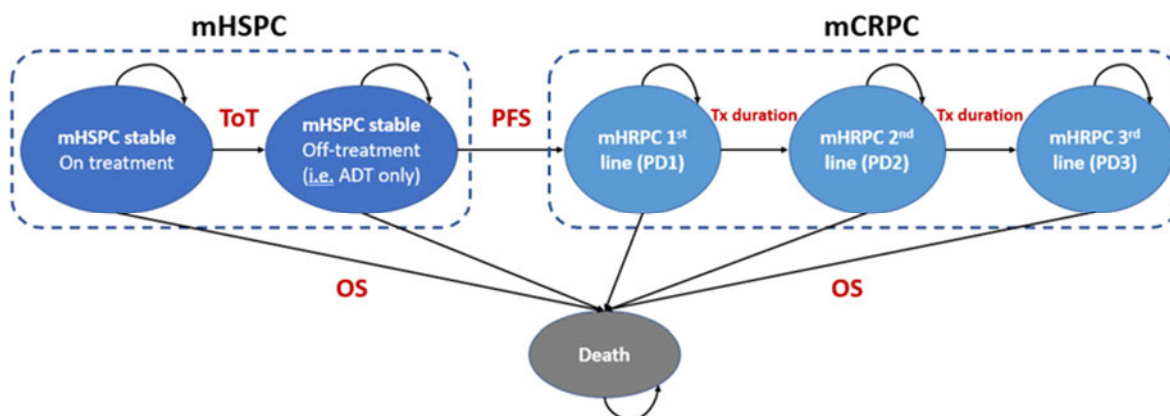 mHSPC
mCRPC
mHSPC stable
On treatment
ToT
mHSPC stable
Off-treatment
(i.e. ADT only)
PFS
mHRPC 1st
line (PD1)
Tx duration
mHRPC 2nd
line (PD2)
Tx duration
mHRPC 3rd
line (PD3)
OS
OS
Death